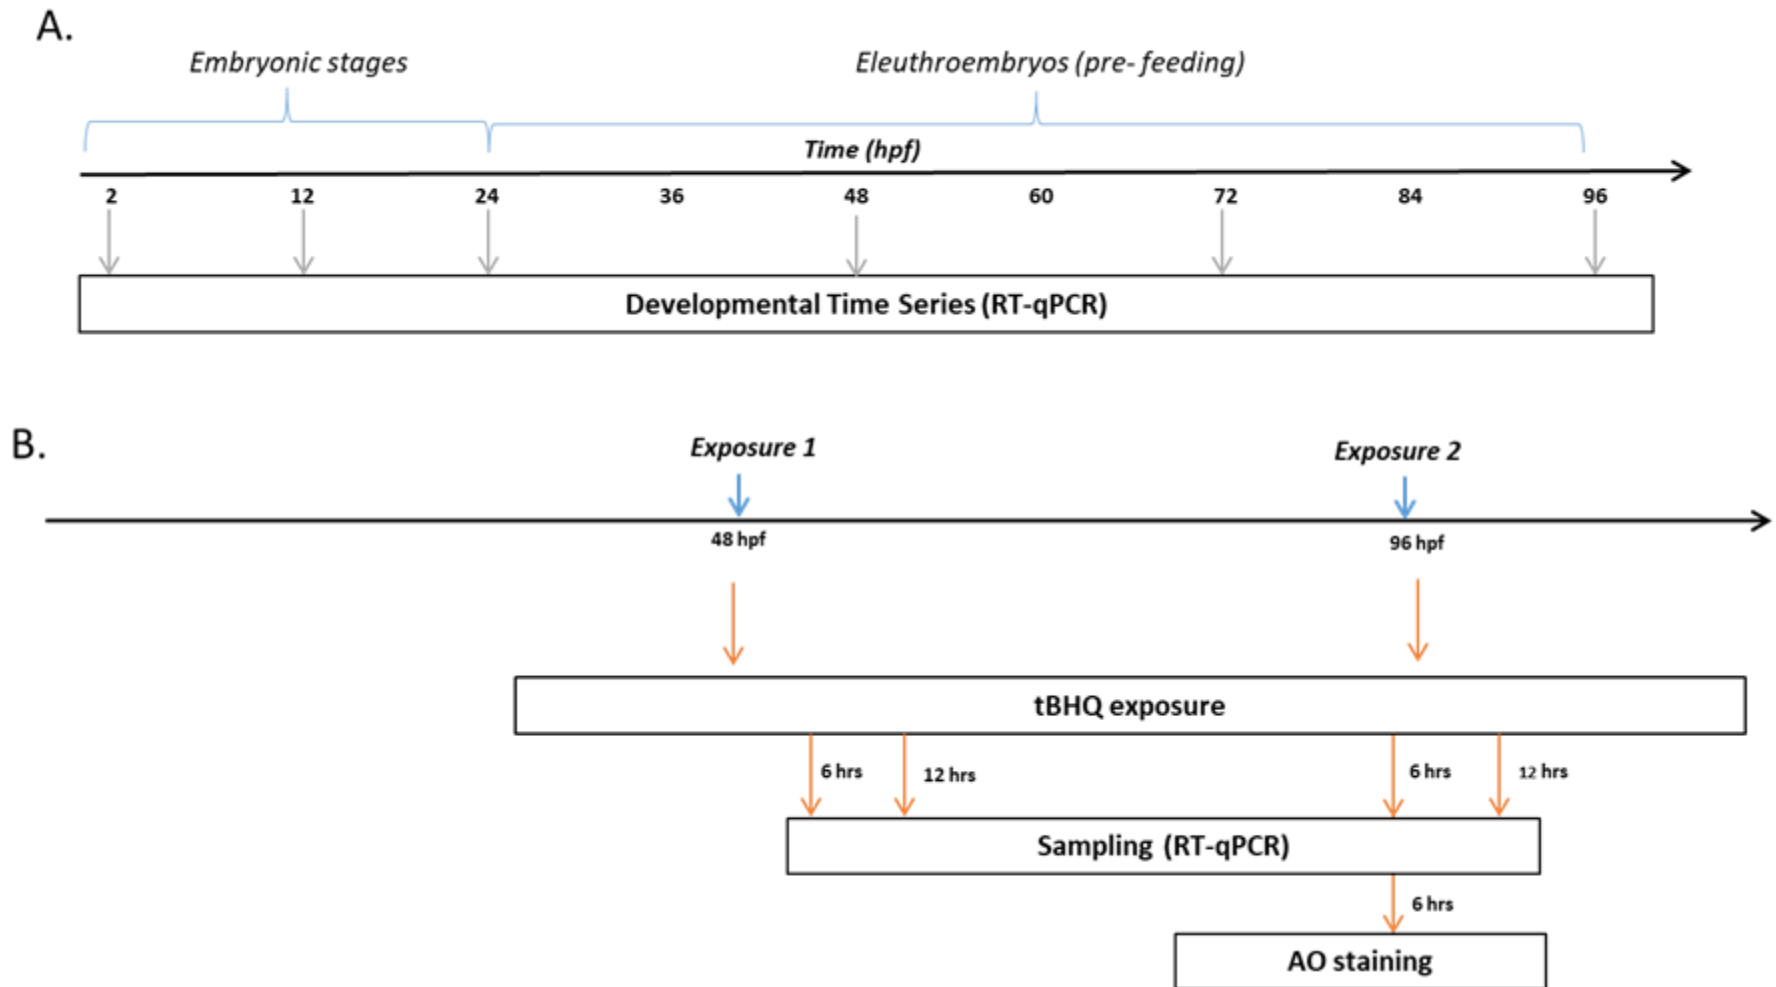 A.
Embryonic stages Eleuthroembryos (pre- feeding)
Time (hpf)
2 12 24 36 48 60 72 84 96
Developmental Time Series (RT-qPCR)
B.
Exposure 1 Exposure 2
48 hpf 96 hpf
tBHQ exposure
6 hrs 12 hrs 6 hrs 12 hrs
Sampling (RT-qPCR)
6 hrs
AO staining